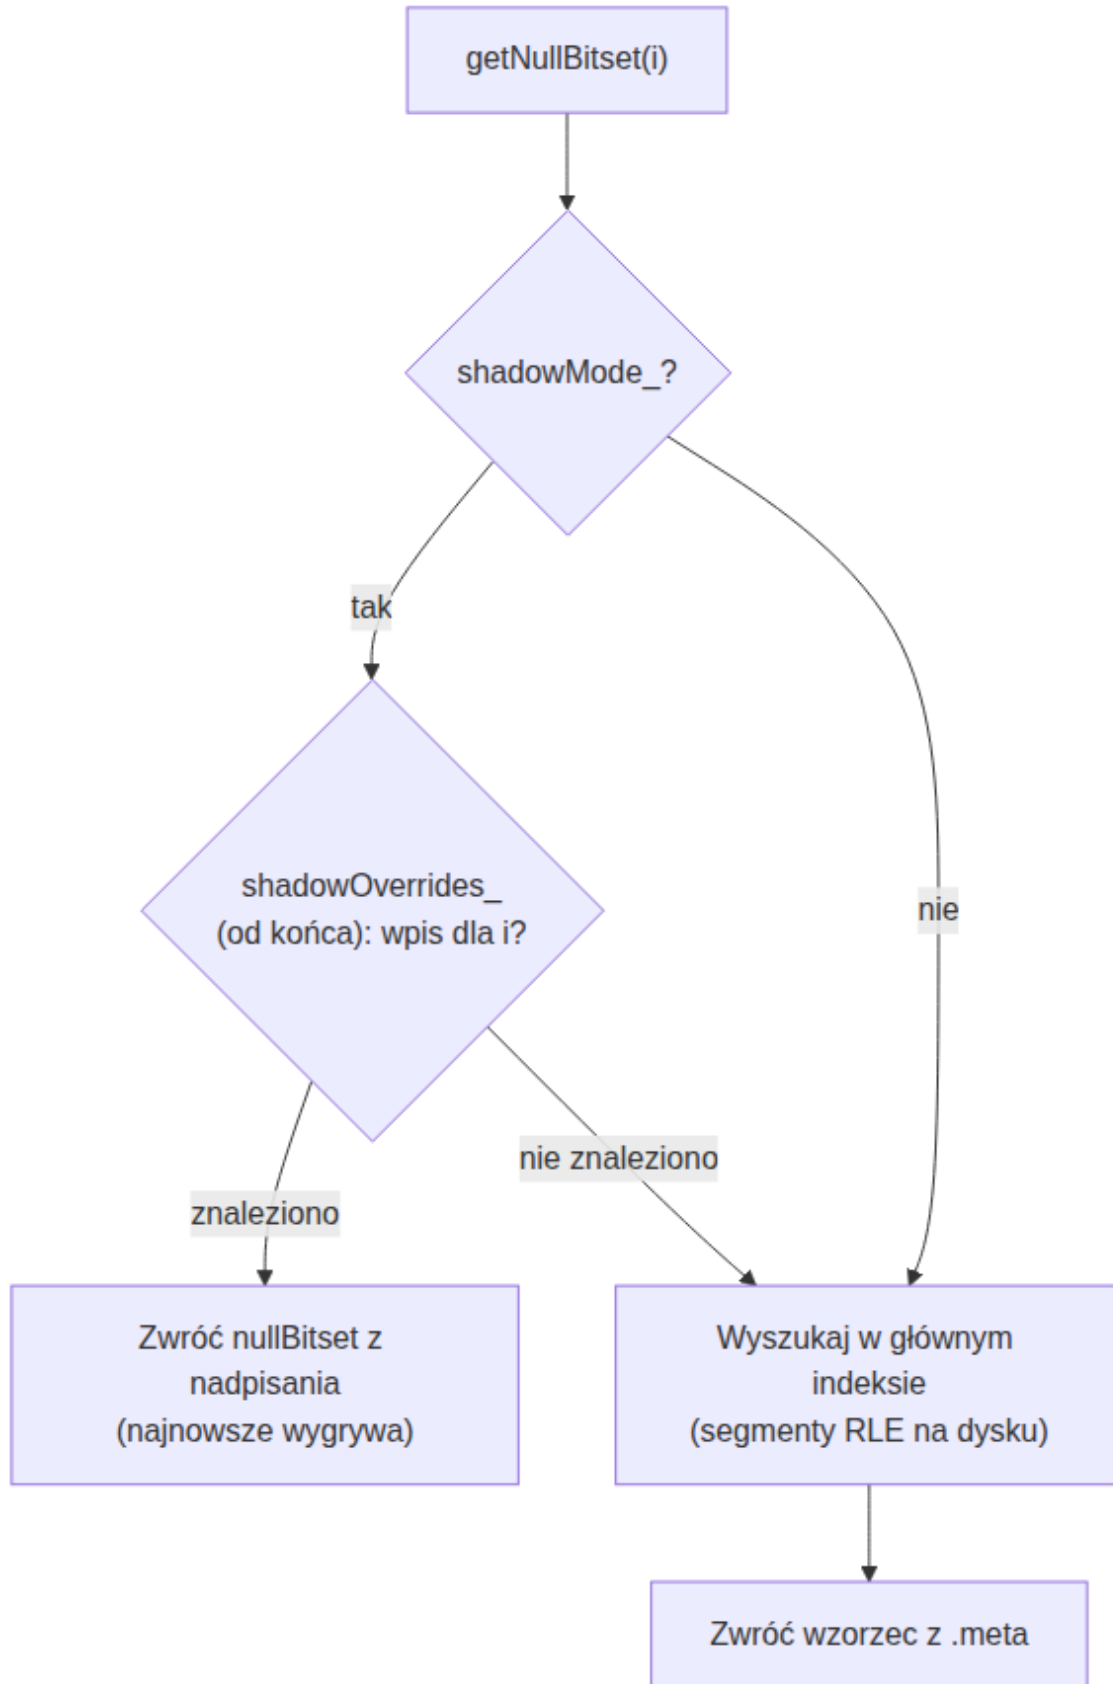 getNullBitset(i)
shadowMode_?
tak
shadowOverrides_
(od końca): wpis dla i?
nie
nie znaleziono
znaleziono
Zwróć nullBitset z
nadpisania
(najnowsze wygrywa)
Wyszukaj w głównym
indeksie
(segmenty RLE na dysku)
Zwróć wzorzec z .meta